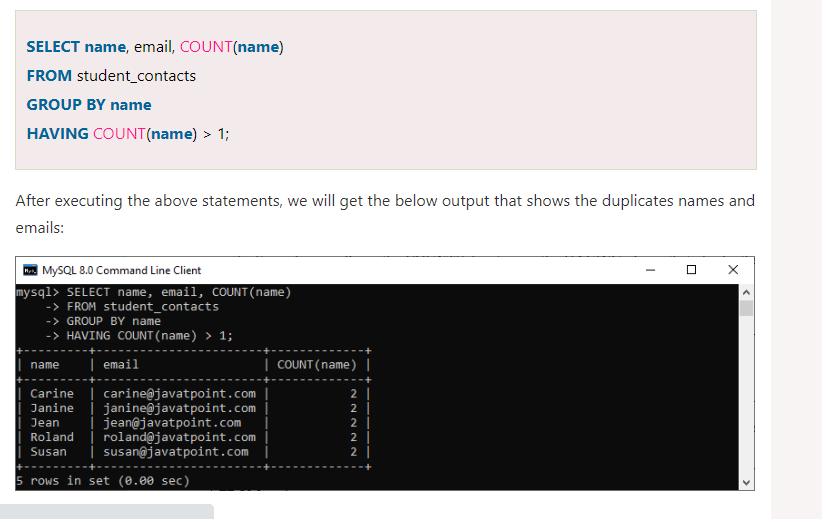 SELECT name, email, COUNT(name)
FROM student_contacts
GROUP BY name
HAVING COUNT(name) > 1;
After executing the above statements, we will get the below output that shows the duplicates names and
emails:
MySQL 8.0 Command Line Client
mysql> SELECT name, email, COUNT(name)
    -> FROM student_contacts
    -> GROUP BY name
    -> HAVING COUNT(name) > 1;
+---------+-----------------------+-------------+
| name    | email                 | COUNT(name) |
+---------+-----------------------+-------------+
| Carine  | carine@javatpoint.com |           2 |
| Janine  | janine@javatpoint.com |           2 |
| Jean    | jean@javatpoint.com   |           2 |
| Roland  | roland@javatpoint.com |           2 |
| Susan   | susan@javatpoint.com  |           2 |
+---------+-----------------------+-------------+
5 rows in set (0.00 sec)